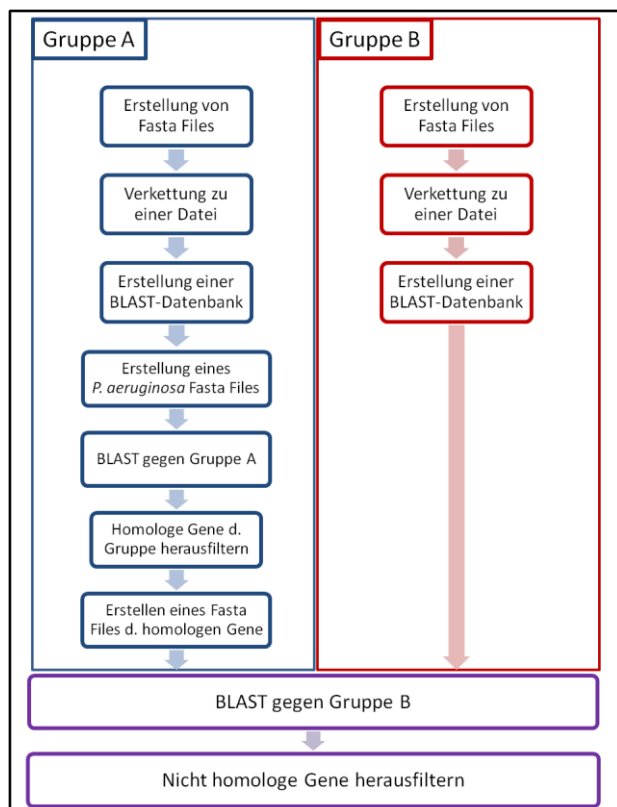 Gruppe A
Erstellung von
Fasta Files
Verkettung zu
einer Datei
Erstellung einer
BLAST-Datenbank
Erstellung eines
P. aeruginosa Fasta Files
BLAST gegen Gruppe A
Homologe Gene d.
Gruppe herausfiltern
Erstellen eines Fasta
Files d. homologen Gene
Gruppe B
Erstellung von
Fasta Files
Verkettung zu
einer Datei
Erstellung einer
BLAST-Datenbank
BLAST gegen Gruppe B
Nicht homologe Gene herausfiltern